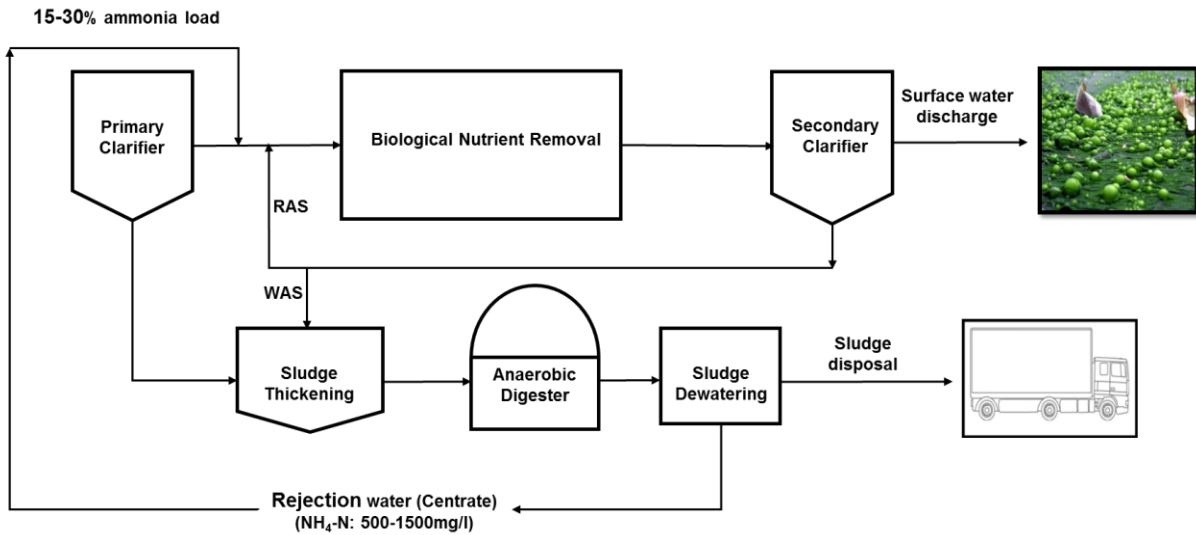 15-30% ammonia load
Primary
Clarifier
Biological Nutrient Removal
Secondary
Clarifier
Surface water
discharge
RAS
WAS
Sludge
Thickening
Anaerobic
Digester
Sludge
Dewatering
Sludge
disposal
Rejection water (Centrate)
(NH₄-N: 500-1500mg/l)